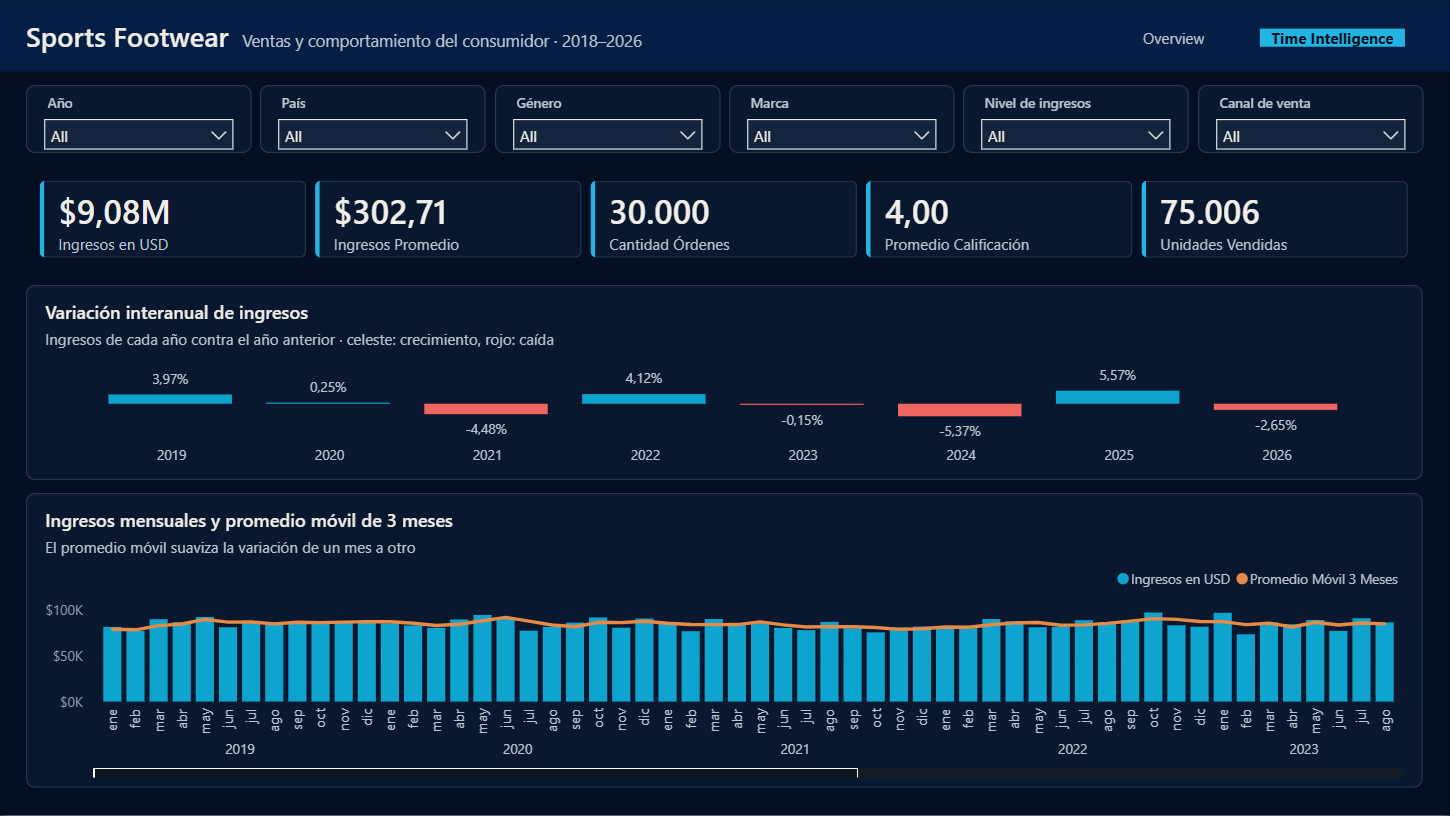 Sports Footwear Ventas y comportamiento del consumidor · 2018–2026 Overview Time Intelligence
Año País Género Marca Nivel de ingresos Canal de venta
All All All All All All
$9,08M $302,71 30.000 4,00 75.006
Ingresos en USD Ingresos Promedio Cantidad Órdenes Promedio Calificación Unidades Vendidas
Variación interanual de ingresos
Ingresos de cada año contra el año anterior · celeste: crecimiento, rojo: caída
3,97% 0,25% -4,48% 4,12% -0,15% -5,37% 5,57% -2,65%
2019 2020 2021 2022 2023 2024 2025 2026
Ingresos mensuales y promedio móvil de 3 meses
El promedio móvil suaviza la variación de un mes a otro
Ingresos en USD Promedio Móvil 3 Meses
$100K
$50K
$0K
ene feb mar abr may jun jul ago sep oct nov dic ene feb mar abr may jun jul ago sep oct nov dic ene feb mar abr may jun jul ago sep oct nov dic ene feb mar abr may jun jul ago sep oct nov dic ene feb mar abr may jun jul ago
2019 2020 2021 2022 2023